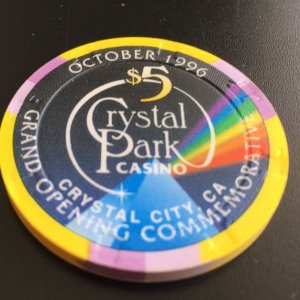 OCTOBER 1996
$5
Crystal
Park
CASINO
CRYSTAL CITY, CA
GRAND OPENING COMMEMORATIVE